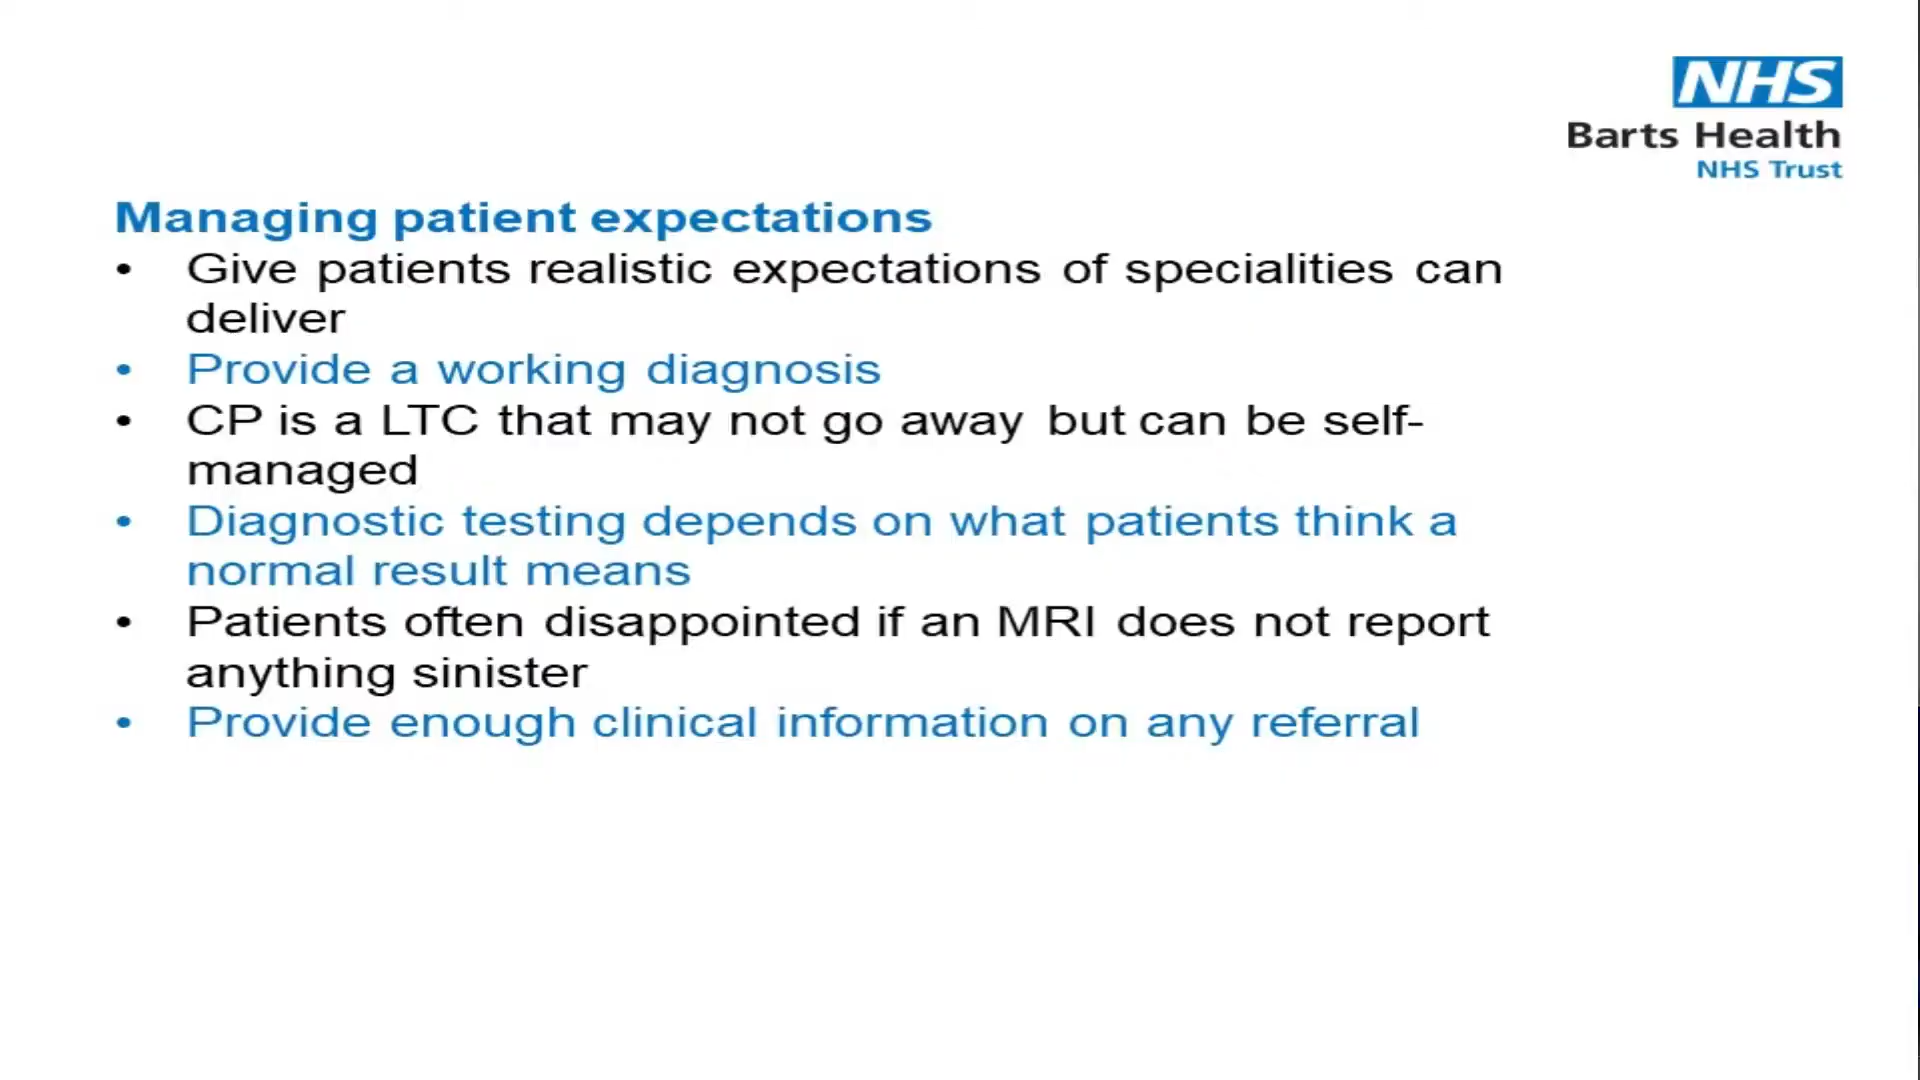 NHS
Barts Health
NHS Trust
Managing patient expectations
• Give patients realistic expectations of specialities can
deliver
• Provide a working diagnosis
• CP is a LTC that may not go away but can be self-
managed
• Diagnostic testing depends on what patients think a
normal result means
• Patients often disappointed if an MRI does not report
anything sinister
• Provide enough clinical information on any referral